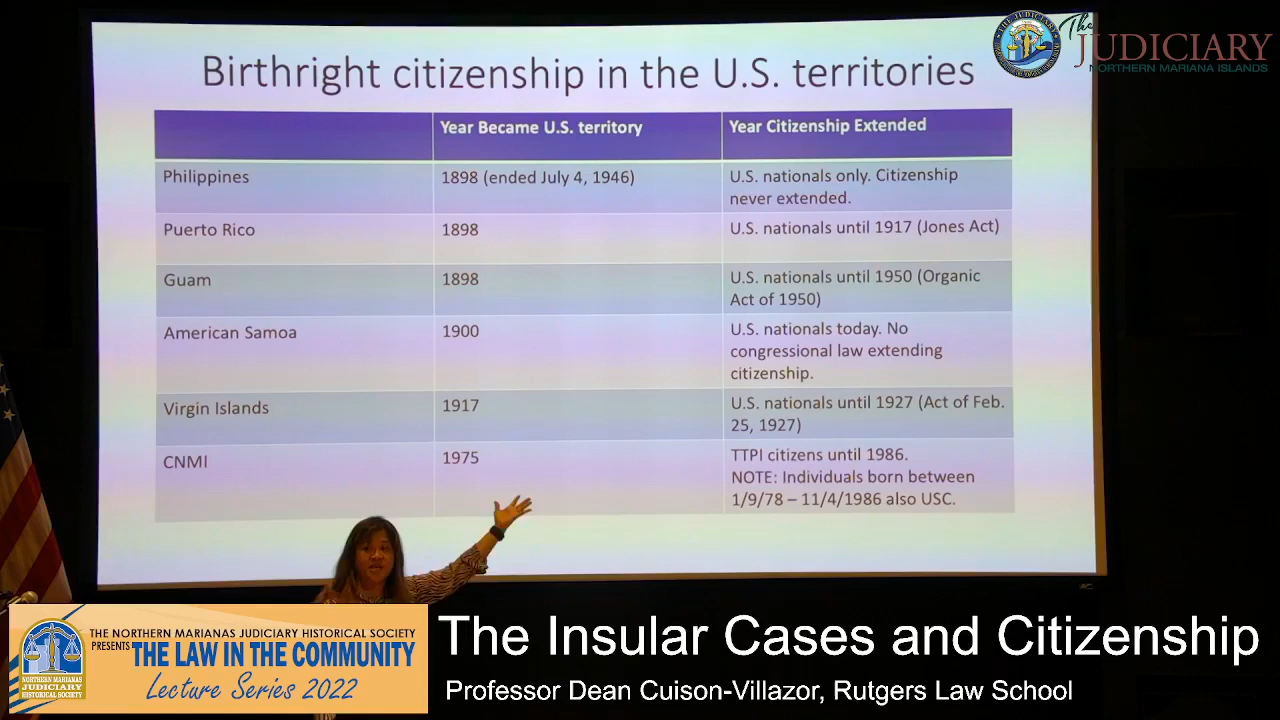 The
JUDICIARY
NORTHERN MARIANA ISLANDS
Birthright citizenship in the U.S. territories
Year Became U.S. territory
Year Citizenship Extended
Philippines
1898 (ended July 4, 1946)
U.S. nationals only. Citizenship
never extended.
Puerto Rico
1898
U.S. nationals until 1917 (Jones Act)
Guam
1898
U.S. nationals until 1950 (Organic
Act of 1950)
American Samoa
1900
U.S. nationals today. No
congressional law extending
citizenship.
Virgin Islands
1917
U.S. nationals until 1927 (Act of Feb.
25, 1927)
CNMI
1975
TTPI citizens until 1986.
NOTE: Individuals born between
1/9/78 – 11/4/1986 also USC.
THE NORTHERN MARIANAS JUDICIARY HISTORICAL SOCIETY
PRESENTS THE LAW IN THE COMMUNITY
Lecture Series 2022
NORTHERN MARIANAS
JUDICIARY
HISTORICAL SOCIETY
The Insular Cases and Citizenship
Professor Dean Cuison-Villazor, Rutgers Law School